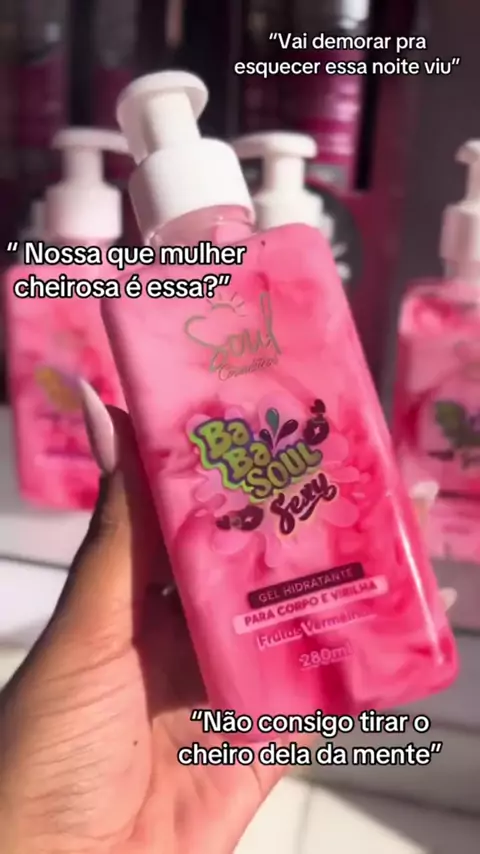 “Vai demorar pra
esquecer essa noite viu”
“ Nossa que mulher
cheirosa é essa?”
Soul
Cosméticos
Ba
Ba
SOUL
Sexy
GEL HIDRATANTE
PARA CORPO E VIRILHA
Frutas Vermelhas
280ml
“Não consigo tirar o
cheiro dela da mente”